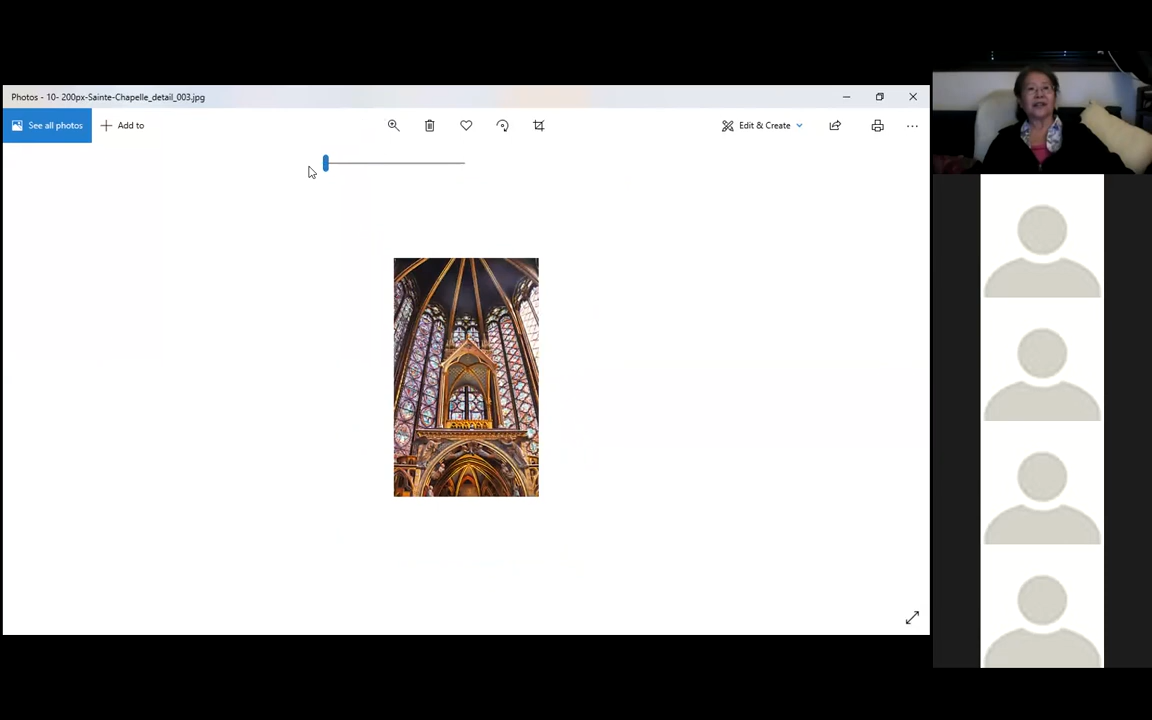 Photos - 10- 200px-Sainte-Chapelle_detail_003.jpg
See all photos
Add to
Edit & Create